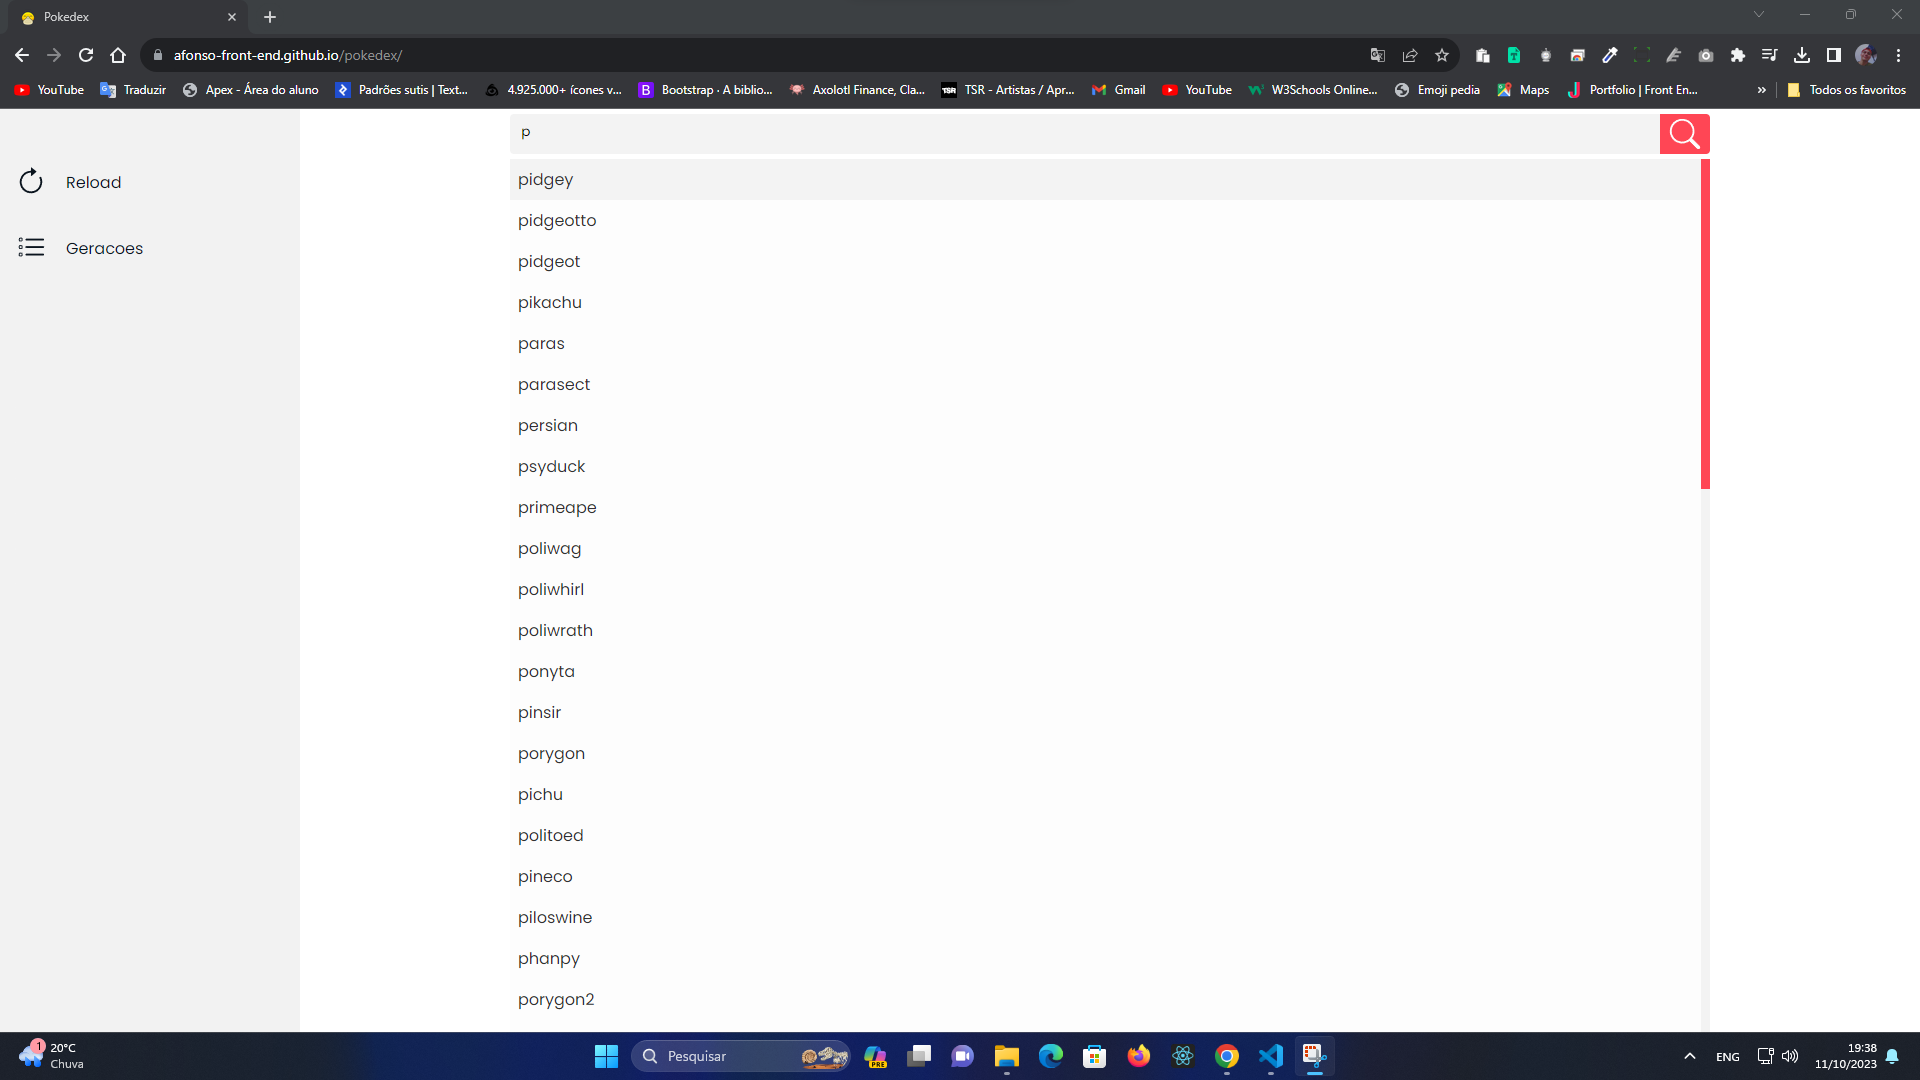 Pokedex
afonso-front-end.github.io/pokedex/
YouTube
Traduzir
Apex - Área do aluno
Padrões sutis | Text...
4.925.000+ ícones v...
Bootstrap · A biblio...
Axolotl Finance, Cla...
TSR
TSR - Artistas / Apr...
Gmail
YouTube
W3Schools Online...
Emoji pedia
Maps
Portfolio | Front En...
»
Todos os favoritos
p
Reload
Geracoes
pidgey
pidgeotto
pidgeot
pikachu
paras
parasect
persian
psyduck
primeape
poliwag
poliwhirl
poliwrath
ponyta
pinsir
porygon
pichu
politoed
pineco
piloswine
phanpy
porygon2
1
20°C
Chuva
Pesquisar
PRE
ENG
19:38
11/10/2023